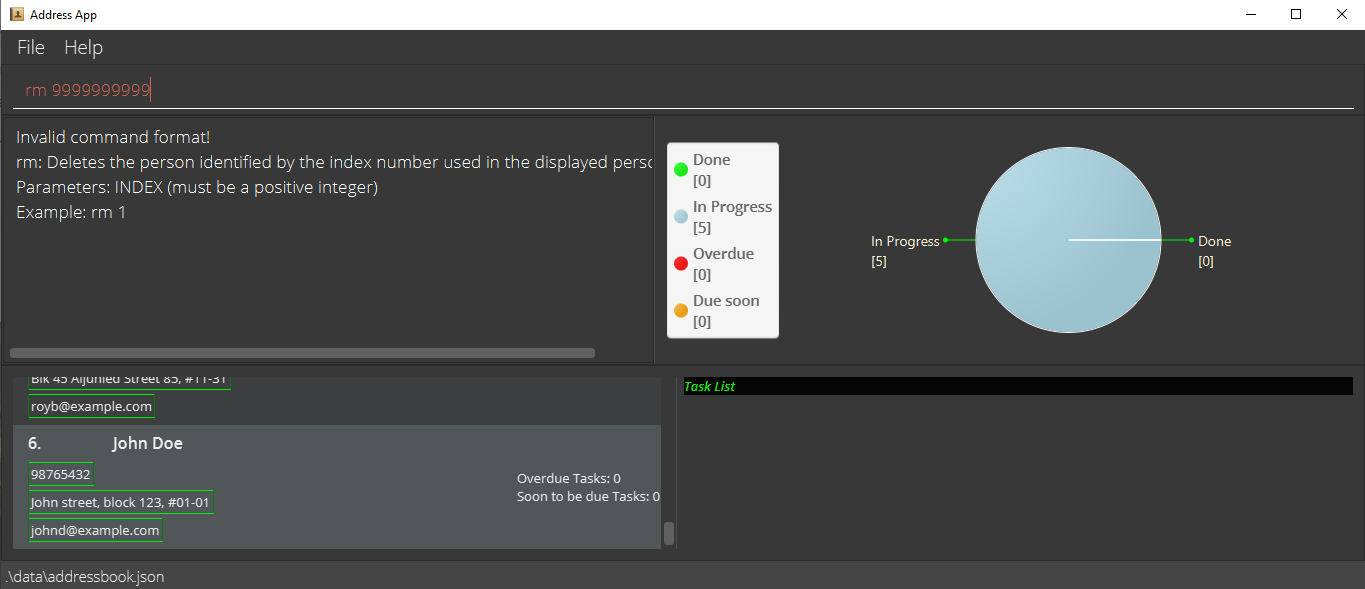 Address App
File Help
rm 9999999999
Invalid command format!
rm: Deletes the person identified by the index number used in the displayed perso
Parameters: INDEX (must be a positive integer)
Example: rm 1
Done
[0]
In Progress
[5]
Overdue
[0]
Due soon
[0]
In Progress
[5]
Done
[0]
Blk 45 Aljunied Street 85, #11-31
royb@example.com
6. John Doe
98765432
John street, block 123, #01-01
johnd@example.com
Overdue Tasks: 0
Soon to be due Tasks: 0
Task List
.\data\addressbook.json